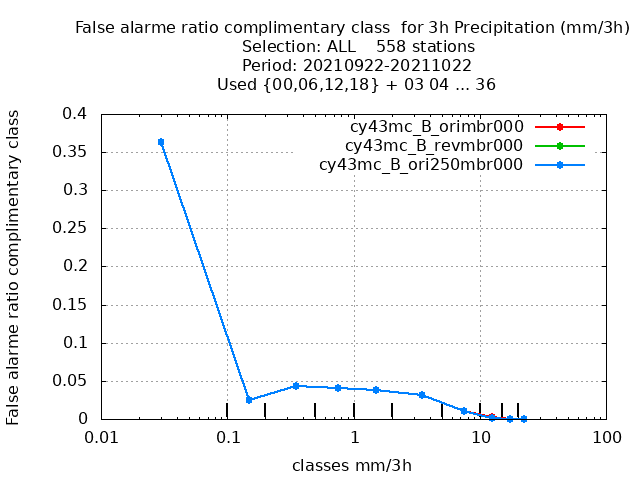 False alarme ratio complimentary class  for 3h Precipitation (mm/3h)
Selection: ALL    558 stations
Period: 20210922-20211022
Used {00,06,12,18} + 03 04 ... 36
False alarme ratio complimentary class
0.4
0.35
0.3
0.25
0.2
0.15
0.1
0.05
0
cy43mc_B_orimbr000
cy43mc_B_revmbr000
cy43mc_B_ori250mbr000
0.01 0.1 1 10 100
classes mm/3h